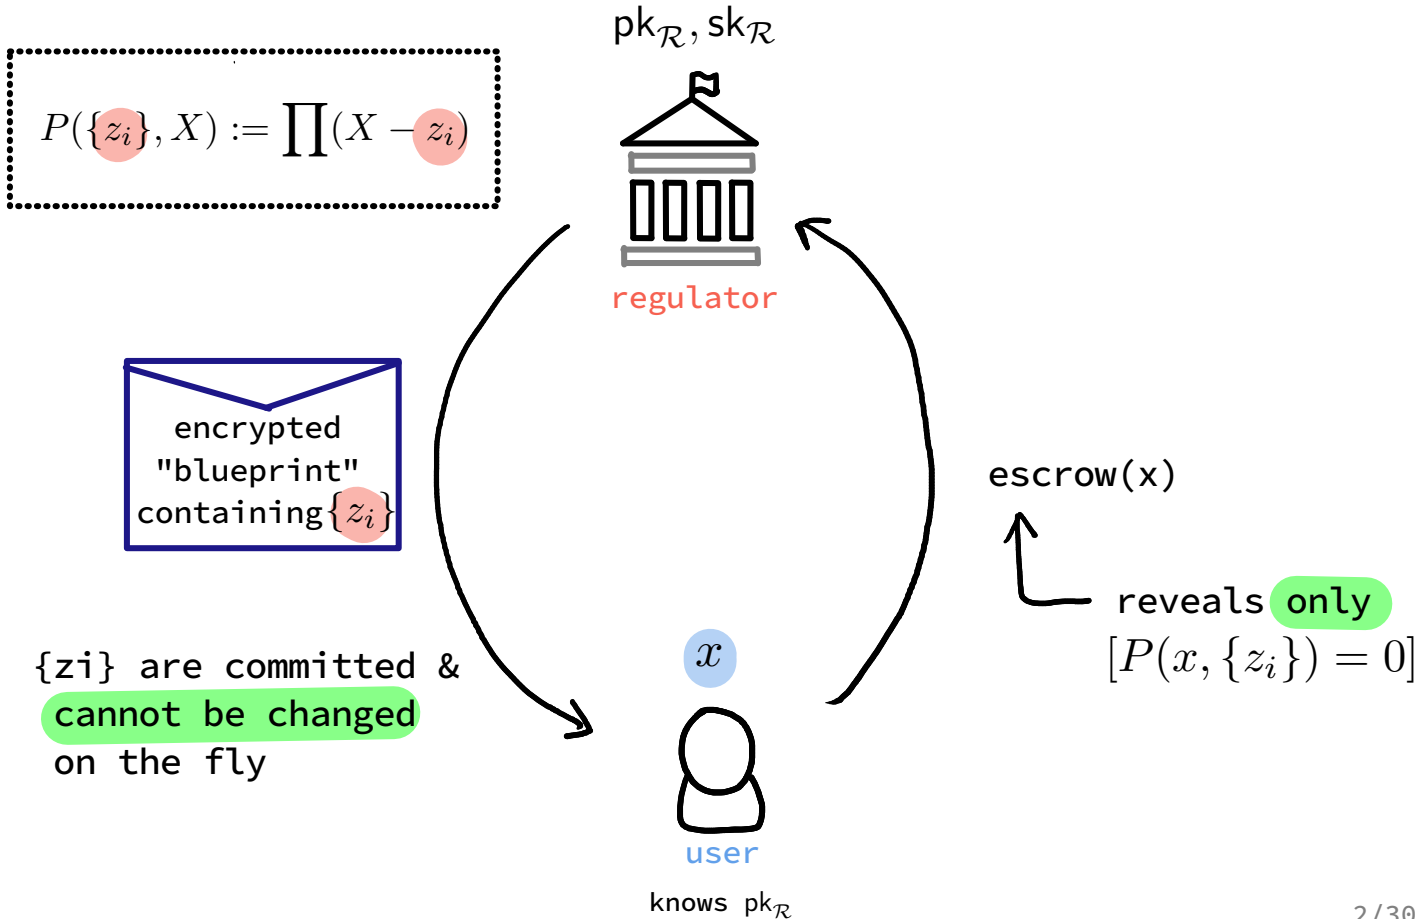 pk_ℛ, sk_ℛ
P({z_i}, X) := ∏(X − z_i)
regulator
encrypted
"blueprint"
containing{z_i}
escrow(x)
reveals only
[P(x, {z_i}) = 0]
{zi} are committed &
cannot be changed
on the fly
x
user
knows pk_ℛ
2/30